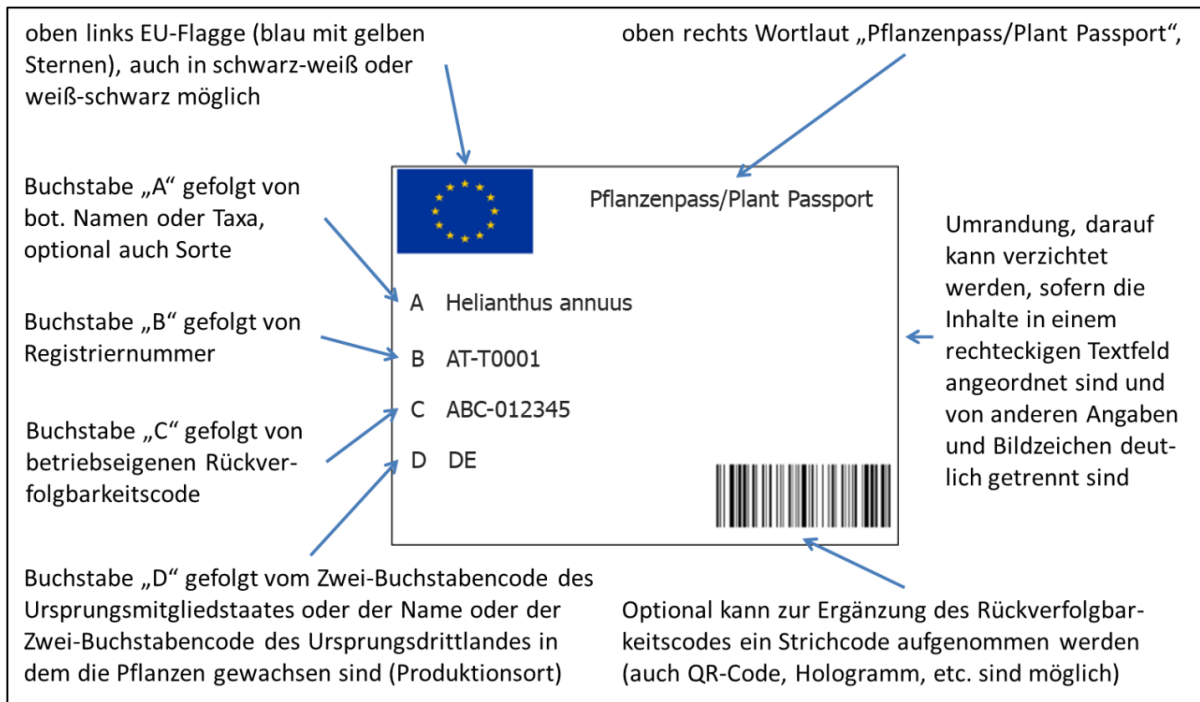 oben links EU-Flagge (blau mit gelben
Sternen), auch in schwarz-weiß oder
weiß-schwarz möglich
oben rechts Wortlaut „Pflanzenpass/Plant Passport“,
Buchstabe „A“ gefolgt von
bot. Namen oder Taxa,
optional auch Sorte
Buchstabe „B“ gefolgt von
Registriernummer
Buchstabe „C“ gefolgt von
betriebseigenen Rückver-
folgbarkeitscode
Pflanzenpass/Plant Passport
A Helianthus annuus
B AT-T0001
C ABC-012345
D DE
Umrandung, darauf
kann verzichtet
werden, sofern die
Inhalte in einem
rechteckigen Textfeld
angeordnet sind und
von anderen Angaben
und Bildzeichen deut-
lich getrennt sind
Buchstabe „D“ gefolgt vom Zwei-Buchstabencode des
Ursprungsmitgliedstaates oder der Name oder der
Zwei-Buchstabencode des Ursprungsdrittlandes in
dem die Pflanzen gewachsen sind (Produktionsort)
Optional kann zur Ergänzung des Rückverfolgbar-
keitscodes ein Strichcode aufgenommen werden
(auch QR-Code, Hologramm, etc. sind möglich)